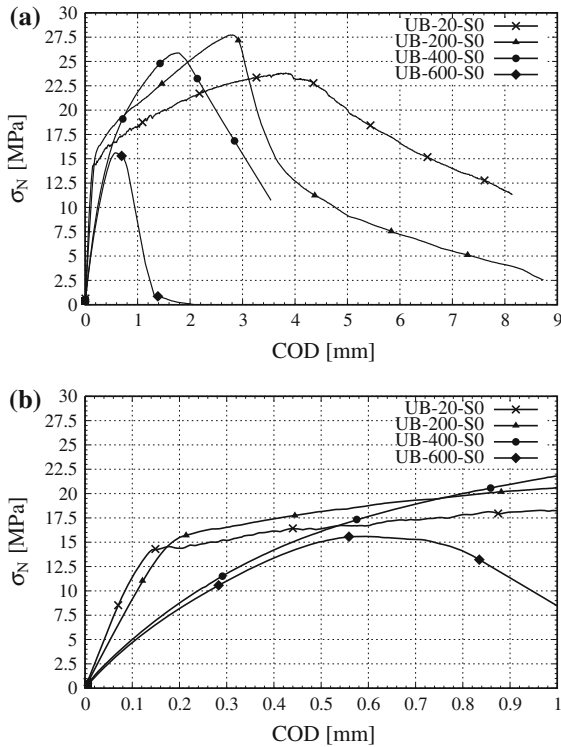 (a)
30
27.5
25
22.5
20
17.5
15
12.5
10
7.5
5
2.5
0
σN [MPa]
UB-20-S0
UB-200-S0
UB-400-S0
UB-600-S0
0 1 2 3 4 5 6 7 8 9
COD [mm]
(b)
30
27.5
25
22.5
20
17.5
15
12.5
10
7.5
5
2.5
0
σN [MPa]
UB-20-S0
UB-200-S0
UB-400-S0
UB-600-S0
0 0.1 0.2 0.3 0.4 0.5 0.6 0.7 0.8 0.9 1
COD [mm]